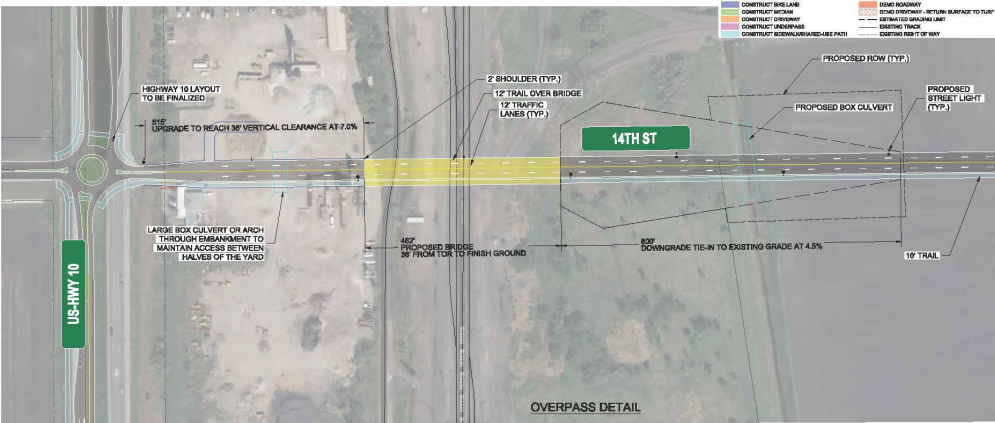 CONSTRUCT BIKE LANE
CONSTRUCT MEDIAN
CONSTRUCT DRIVEWAY
CONSTRUCT UNDERPASS
CONSTRUCT SIDEWALK/SHARED-USE PATH
DEMO ROADWAY
DEMO DRIVEWAY - RETURN SURFACE TO TURF
ESTIMATED GRADING LIMIT
EXISTING TRACK
EXISTING RIGHT OF WAY
PROPOSED ROW (TYP.)
2' SHOULDER (TYP.)
HIGHWAY 10 LAYOUT
TO BE FINALIZED
12' TRAIL OVER BRIDGE
12' TRAFFIC
LANES (TYP.)
PROPOSED BOX CULVERT
PROPOSED
STREET LIGHT
(TYP.)
515'
UPGRADE TO REACH 36' VERTICAL CLEARANCE AT 7.0%
14TH ST
LARGE BOX CULVERT OR ARCH
THROUGH EMBANKMENT TO
MAINTAIN ACCESS BETWEEN
HALVES OF THE YARD
462'
PROPOSED BRIDGE
36' FROM TOR TO FINISH GROUND
800'
DOWNGRADE TIE-IN TO EXISTING GRADE AT 4.5%
10' TRAIL
US-HWY 10
OVERPASS DETAIL